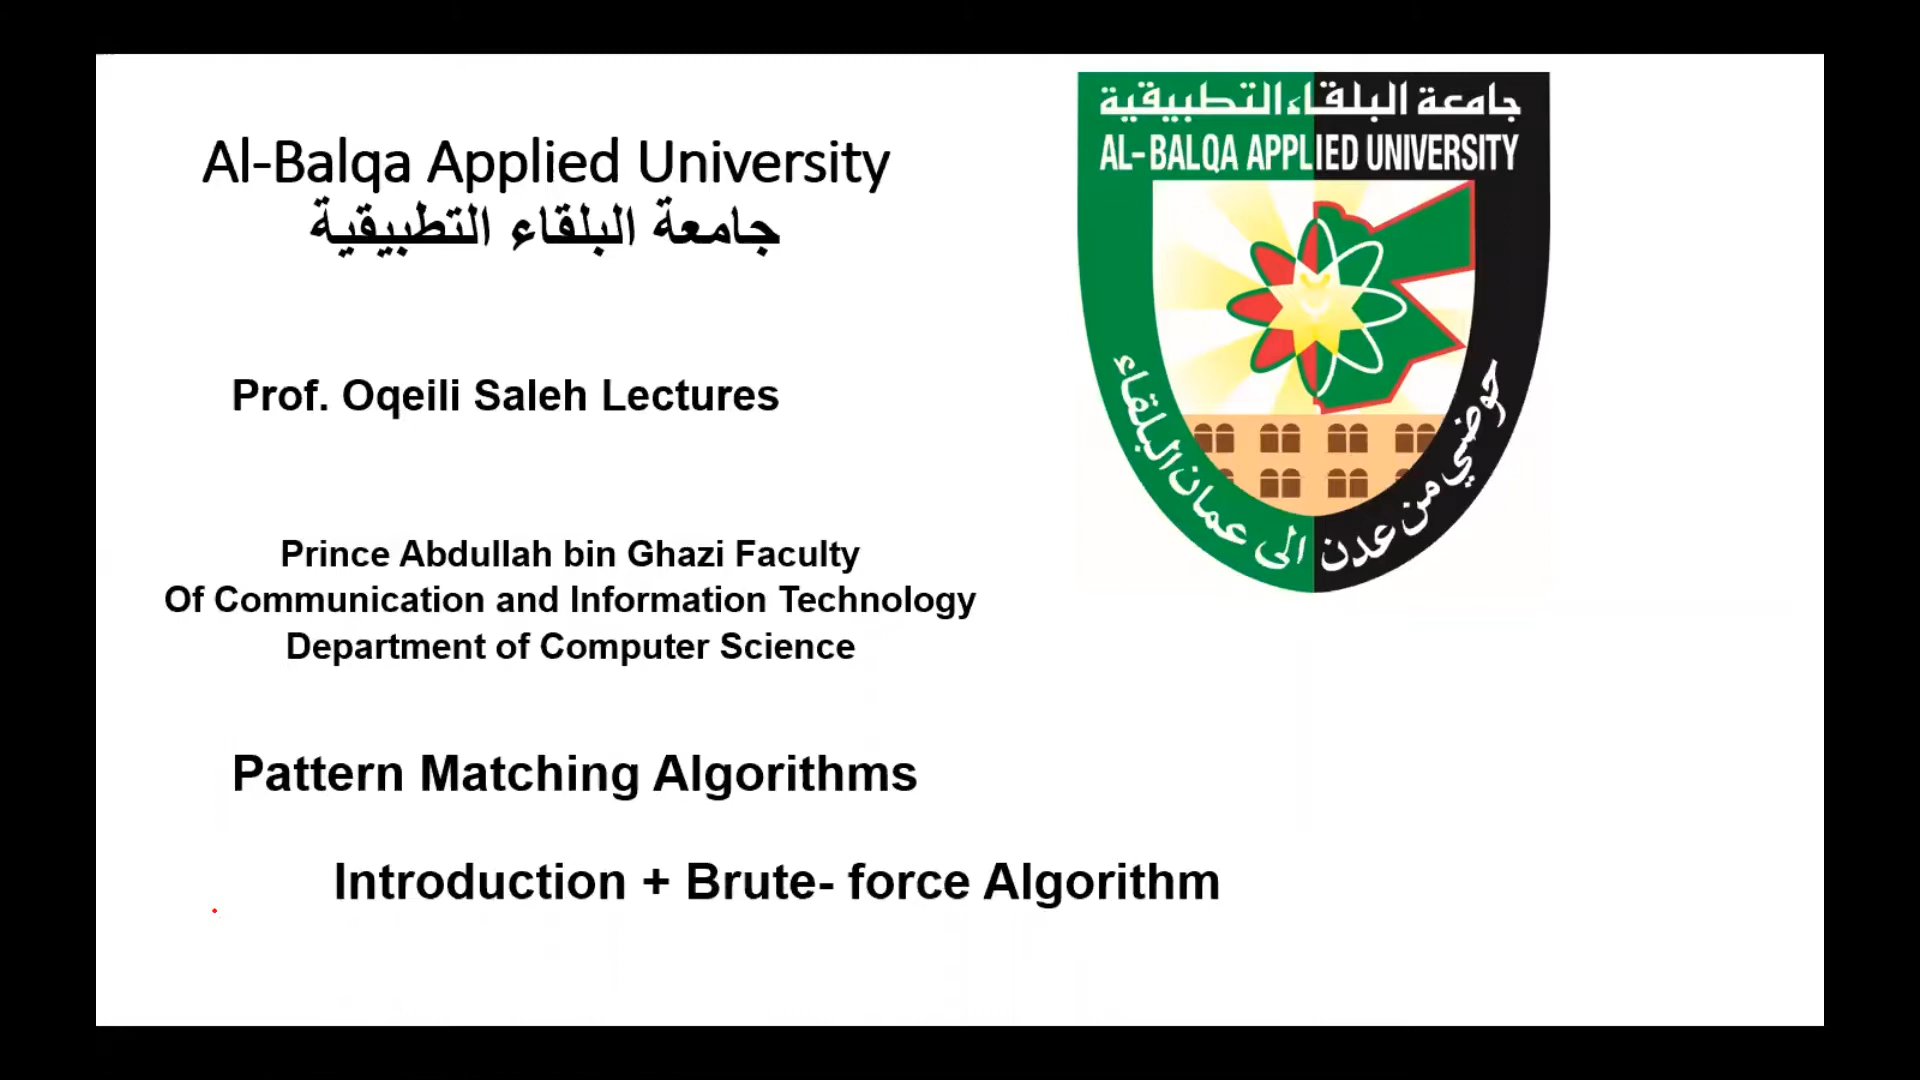 Al-Balqa Applied University
جامعة البلقاء التطبيقية
Prof. Oqeili Saleh Lectures
Prince Abdullah bin Ghazi Faculty
Of Communication and Information Technology
Department of Computer Science
Pattern Matching Algorithms
Introduction + Brute- force Algorithm
جامعة البلقاء التطبيقية
AL-BALQA APPLIED UNIVERSITY
حوضي من عدن الى عمان البلقاء